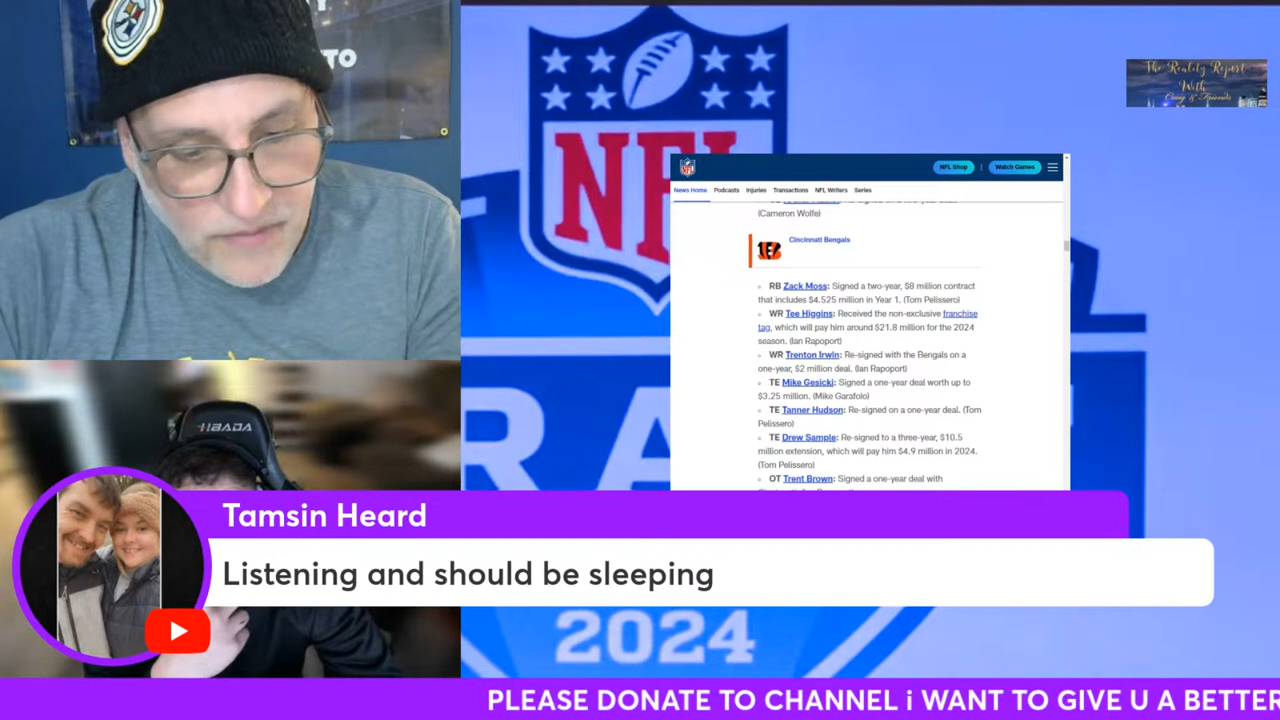 TO
The Reality Report
With
NFL
NFL Shop | Watch Games
News Home Podcasts Injuries Transactions NFL Writers Series
(Cameron Wolfe)
Cincinnati Bengals
RB Zack Moss: Signed a two-year, $8 million contract
that includes $4.525 million in Year 1. (Tom Pelissero)
WR Tee Higgins: Received the non-exclusive franchise
tag, which will pay him around $21.8 million for the 2024
season. (Ian Rapoport)
WR Trenton Irwin: Re-signed with the Bengals on a
one-year, $2 million deal. (Ian Rapoport)
TE Mike Gesicki: Signed a one-year deal worth up to
$3.25 million. (Mike Garafolo)
TE Tanner Hudson: Re-signed on a one-year deal. (Tom
Pelissero)
TE Drew Sample: Re-signed to a three-year, $10.5
million extension, which will pay him $4.9 million in 2024.
(Tom Pelissero)
OT Trent Brown: Signed a one-year deal with
HBADA
Tamsin Heard
Listening and should be sleeping
2024
PLEASE DONATE TO CHANNEL i WANT TO GIVE U A BETTER